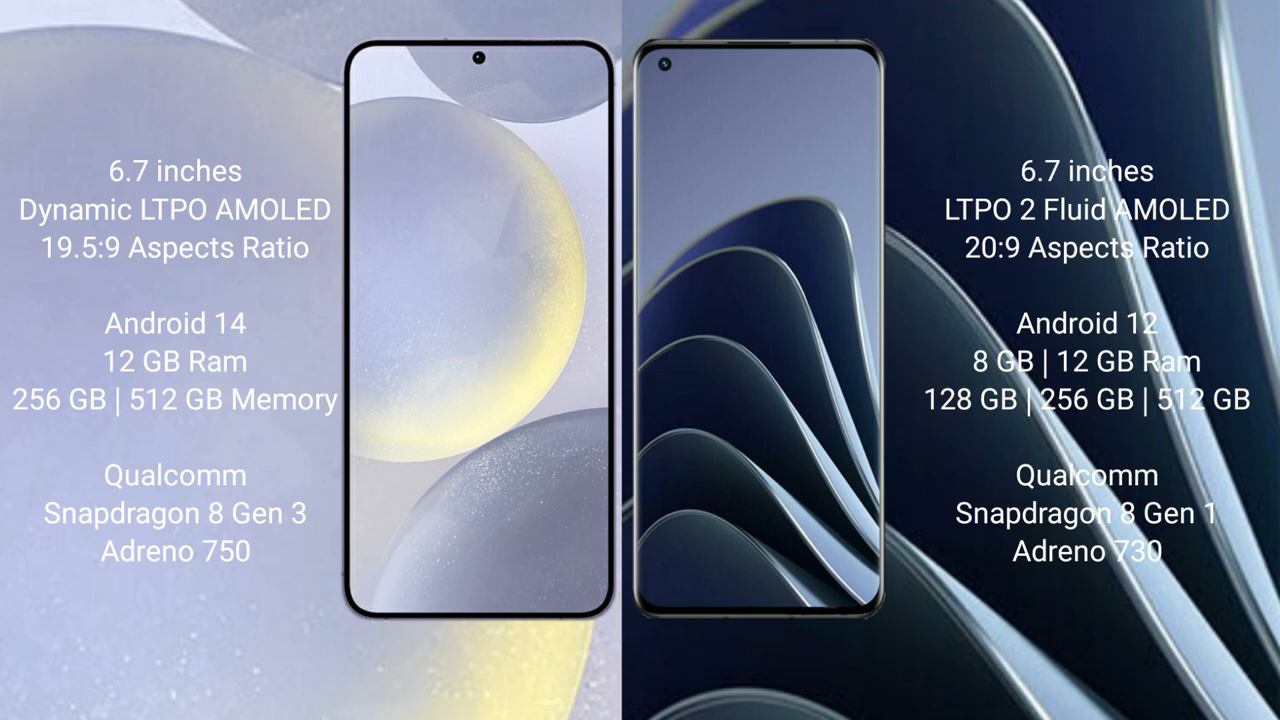 6.7 inches
Dynamic LTPO AMOLED
19.5:9 Aspects Ratio
Android 14
12 GB Ram
256 GB | 512 GB Memory
Qualcomm
Snapdragon 8 Gen 3
Adreno 750
6.7 inches
LTPO 2 Fluid AMOLED
20:9 Aspects Ratio
Android 12
8 GB | 12 GB Ram
128 GB | 256 GB | 512 GB
Qualcomm
Snapdragon 8 Gen 1
Adreno 730